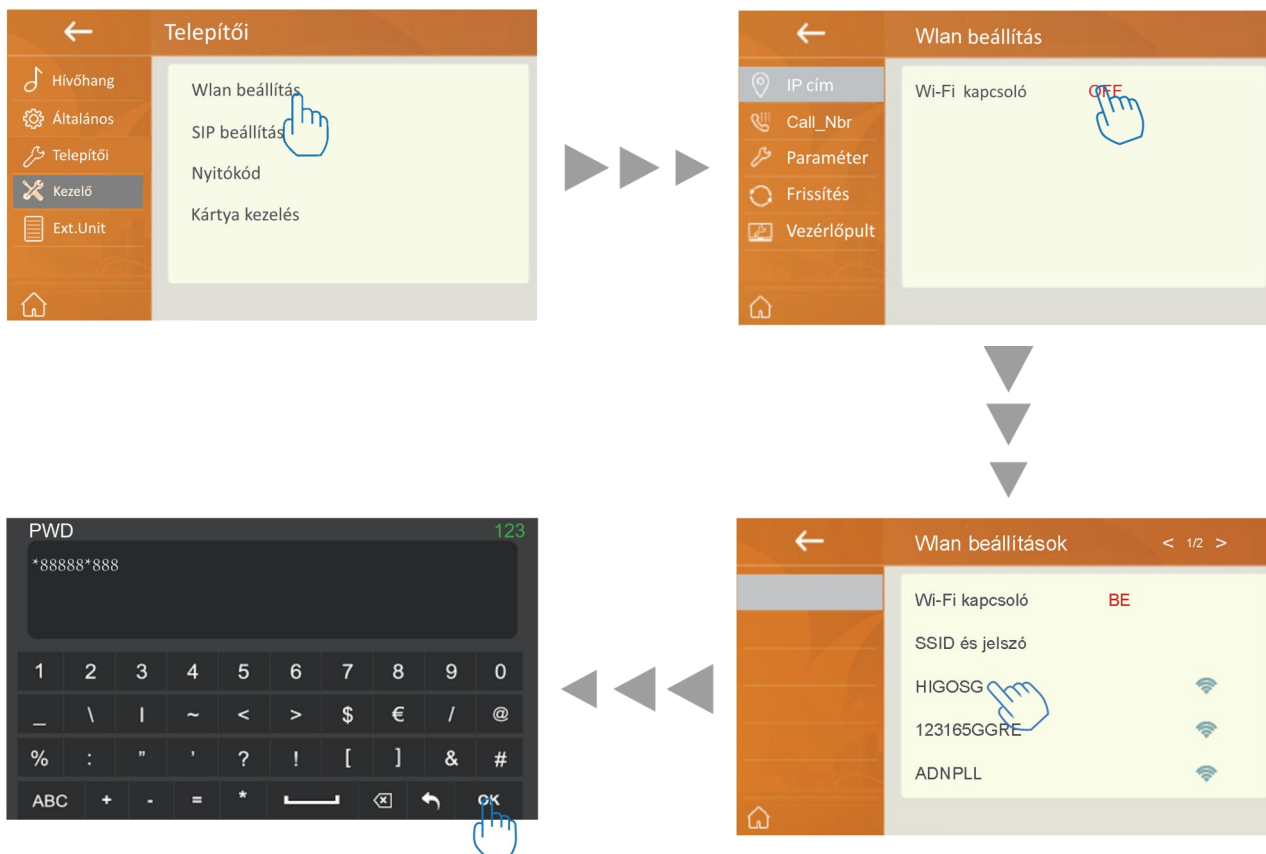 Telepítői
Hívőhang
Általános
Telepítői
Kezelő
Ext.Unit
Wlan beállítás
SIP beállítás
Nyitókód
Kártya kezelés
Wlan beállítás
IP cím
Call_Nbr
Paraméter
Frissítés
Vezérlőpult
Wi-Fi kapcsoló OFF
PWD 123
*88888*888
1 2 3 4 5 6 7 8 9 0
_ \ | ~ < > $ € / @
% : " ' ? ! [ ] & #
ABC + - = * OK
Wlan beállítások < 1/2 >
Wi-Fi kapcsoló BE
SSID és jelszó
HIGOSG
123165GGRE
ADNPLL